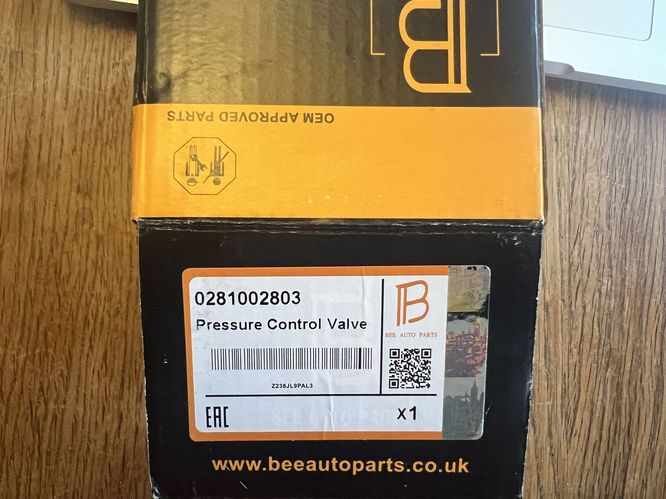 B
OEM APPROVED PARTS
0281002803
Pressure Control Valve
B
BEE AUTO PARTS
Z238JL9PAL3
EAC
x1
www.beeautoparts.co.uk